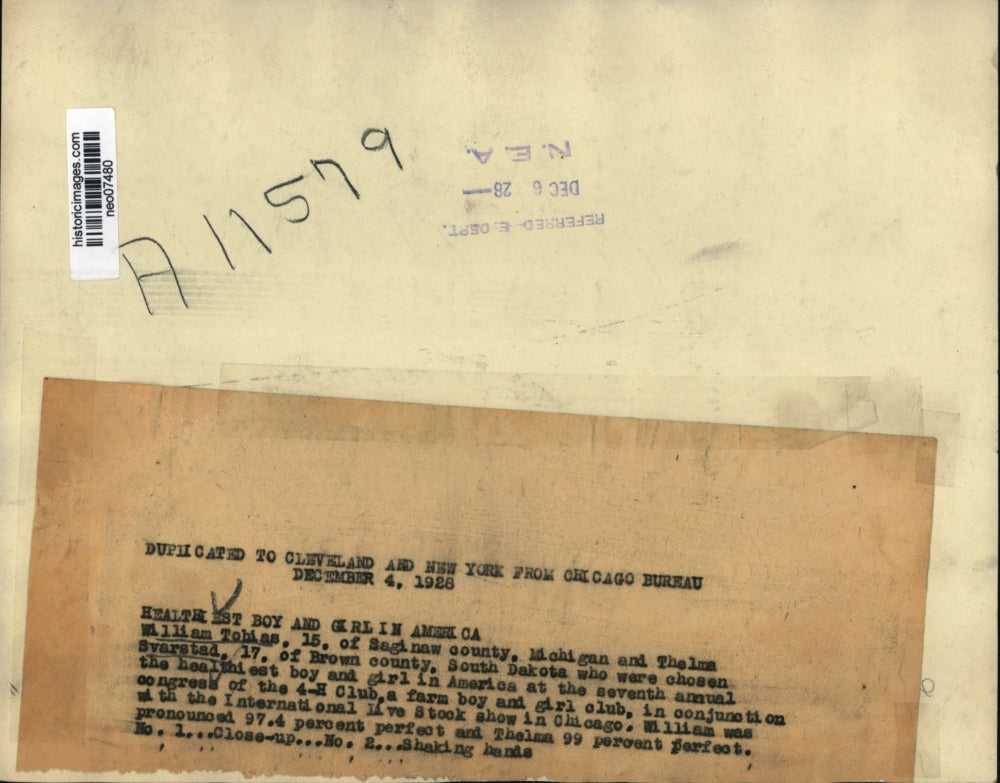 historicimages.com
neo07480
A11579
N.E.A.
DEC 6 28—
REFERRED E. DEPT.
DUPLICATED TO CLEVELAND AND NEW YORK FROM CHICAGO BUREAU
DECEMBER 4, 1928
HEALTHIEST BOY AND GIRL IN AMERICA
William Tobias, 15, of Saginaw county, Michigan and Thelma
Svarstad, 17, of Brown county, South Dakota who were chosen
the healthiest boy and girl in America at the seventh annual
congress of the 4-H Club,a farm boy and girl club, in conjunction
with the International Live Stock show in Chicago. William was
pronounced 97.4 percent perfect and Thelma 99 percent perfect.
No. 1...Close-up...No. 2...Shaking hands